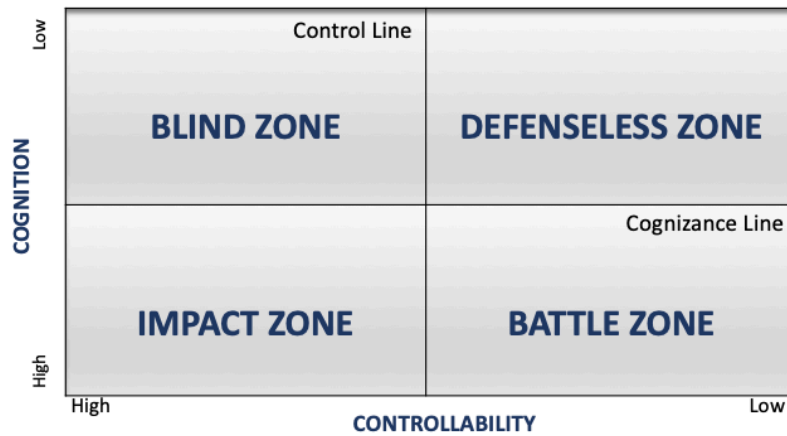 Low
Control Line
BLIND ZONE
DEFENSELESS ZONE
COGNITION
Cognizance Line
IMPACT ZONE
BATTLE ZONE
High
High
Low
CONTROLLABILITY